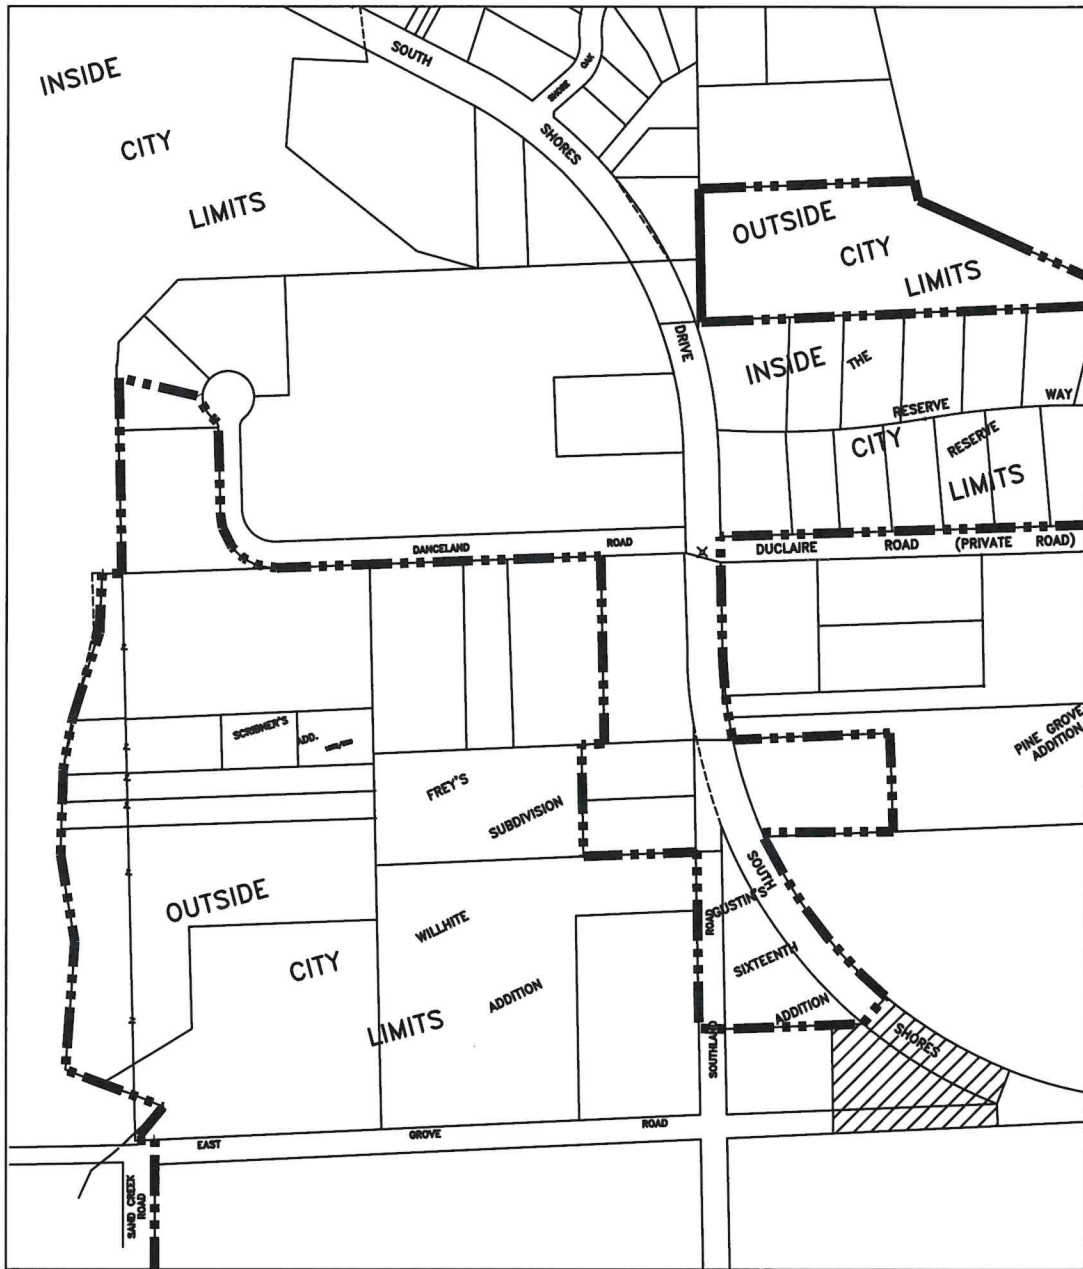 SOUTH
SHORE OAK
INSIDE
CITY
SHORES
LIMITS
OUTSIDE
CITY
LIMITS
DRIVE
INSIDE
THE
RESERVE
WAY
CITY
RESERVE
LIMITS
DANCELAND ROAD
DUCLAIRE ROAD (PRIVATE ROAD)
SCRIBNER'S
ADD.
PINE GROVE
ADDITION
FREY'S
SUBDIVISION
OUTSIDE
SOUTH
GUSTIN'S
ROAD
WILLHITE
CITY
SIXTEENTH
ADDITION
ADDITION
LIMITS
SHORES
SOUTHLAND
EAST GROVE ROAD
SAND CREEK
ROAD